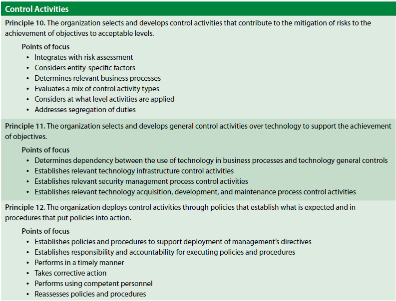 Control Activities
Principle 10. The organization selects and develops control activities that contribute to the mitigation of risks to the
achievement of objectives to acceptable levels.
Points of focus
• Integrates with risk assessment
• Considers entity-specific factors
• Determines relevant business processes
• Evaluates a mix of control activity types
• Considers at what level activities are applied
• Addresses segregation of duties
Principle 11. The organization selects and develops general control activities over technology to support the achievement
of objectives.
Points of focus
• Determines dependency between the use of technology in business processes and technology general controls
• Establishes relevant technology infrastructure control activities
• Establishes relevant security management process control activities
• Establishes relevant technology acquisition, development, and maintenance process control activities
Principle 12. The organization deploys control activities through policies that establish what is expected and in
procedures that put policies into action.
Points of focus
• Establishes policies and procedures to support deployment of management's directives
• Establishes responsibility and accountability for executing policies and procedures
• Performs in a timely manner
• Takes corrective action
• Performs using competent personnel
• Reassesses policies and procedures